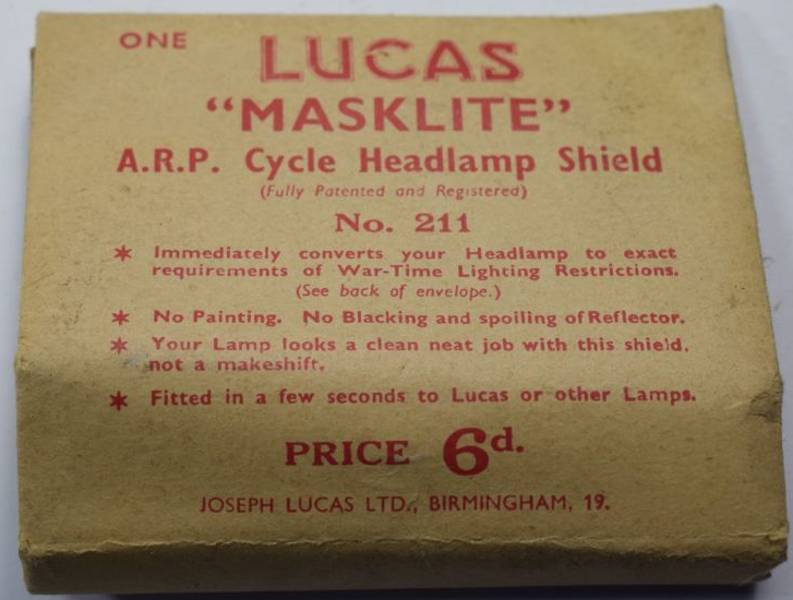 ONE
LUCAS
“MASKLITE”
A.R.P. Cycle Headlamp Shield
(Fully Patented and Registered)
No. 211
* Immediately converts your Headlamp to exact
requirements of War-Time Lighting Restrictions.
(See back of envelope.)
* No Painting. No Blacking and spoiling of Reflector.
* Your Lamp looks a clean neat job with this shield,
not a makeshift.
* Fitted in a few seconds to Lucas or other Lamps.
PRICE 6d.
JOSEPH LUCAS LTD., BIRMINGHAM, 19.